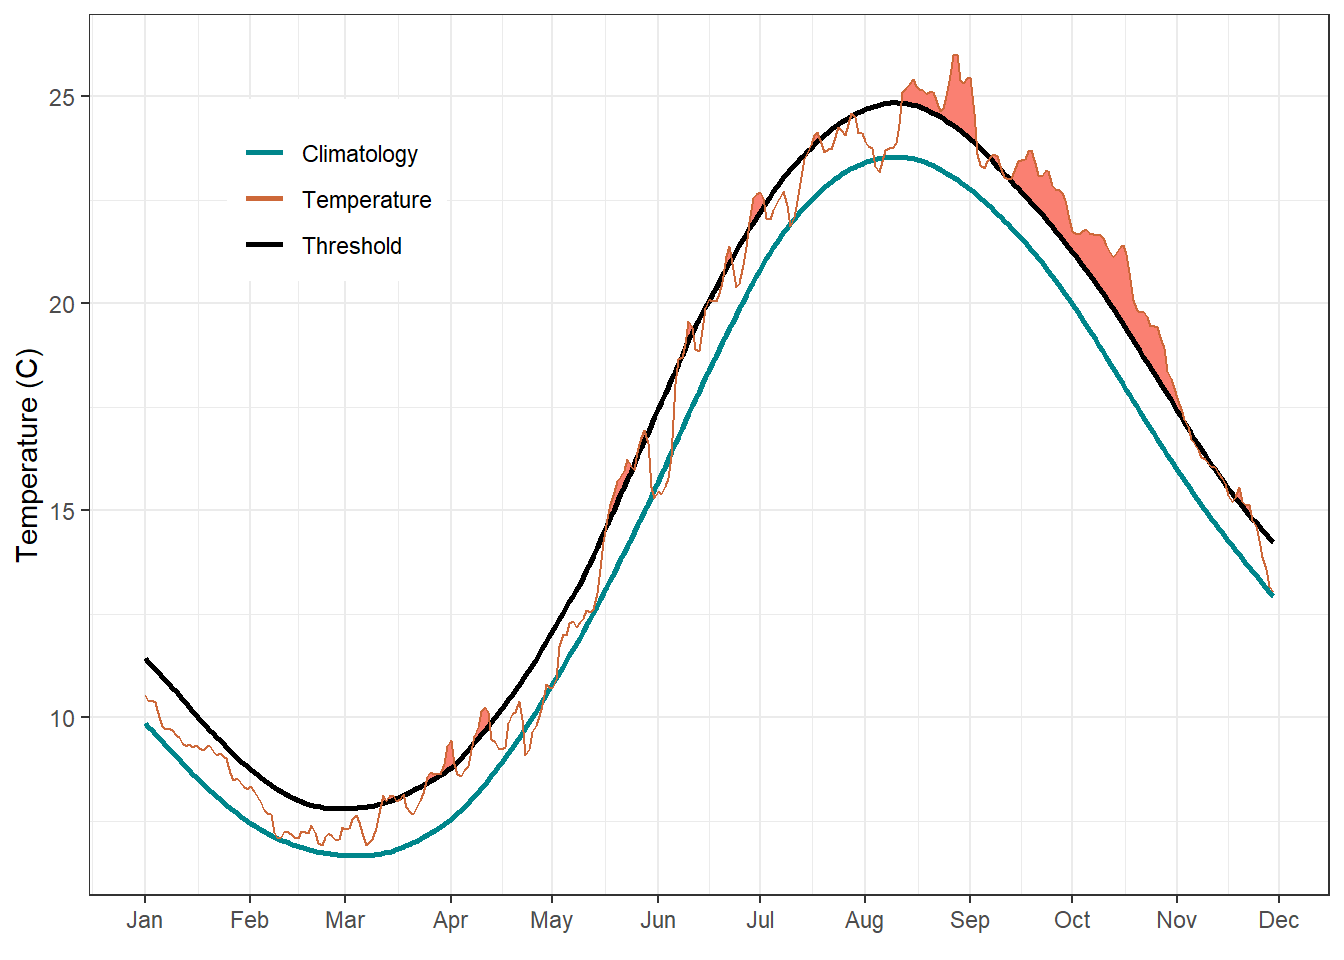 Temperature (C)
25
20
15
10
Climatology
Temperature
Threshold
Jan Feb Mar Apr May Jun Jul Aug Sep Oct Nov Dec